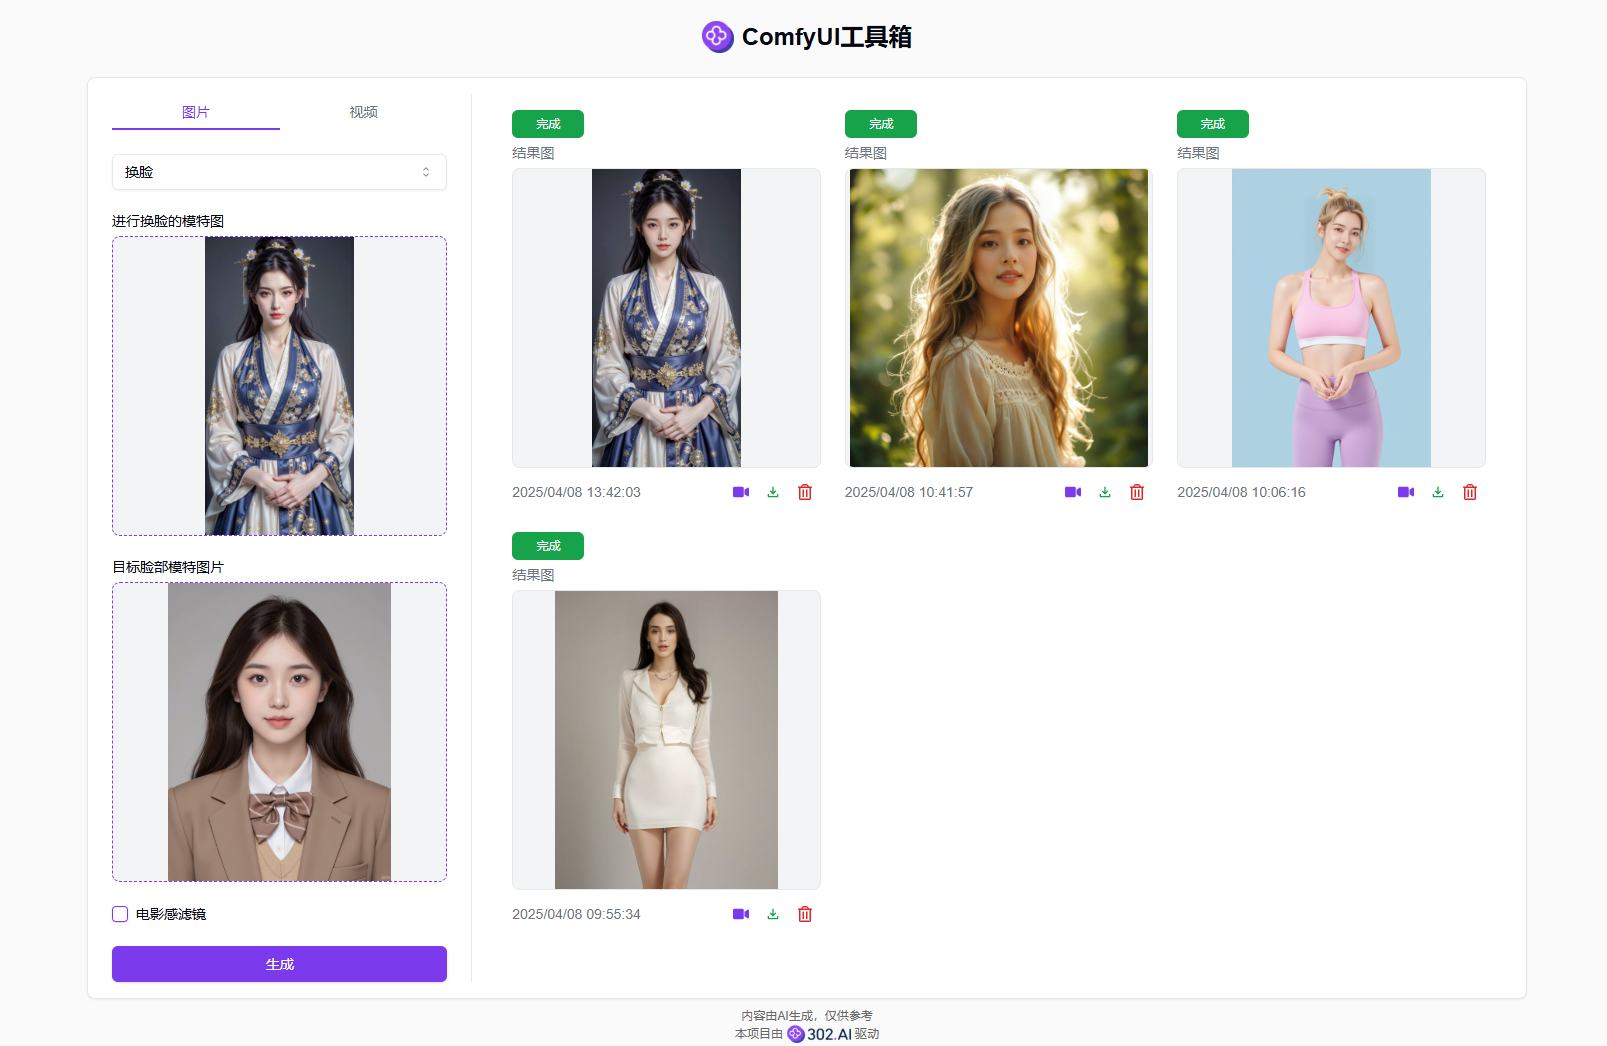 ComfyUI工具箱
图片
视频
换脸
进行换脸的模特图
目标脸部模特图片
电影感滤镜
生成
完成
结果图
2025/04/08 13:42:03
完成
结果图
2025/04/08 10:41:57
完成
结果图
2025/04/08 10:06:16
完成
结果图
2025/04/08 09:55:34
内容由AI生成，仅供参考
本项目由 302.AI 驱动